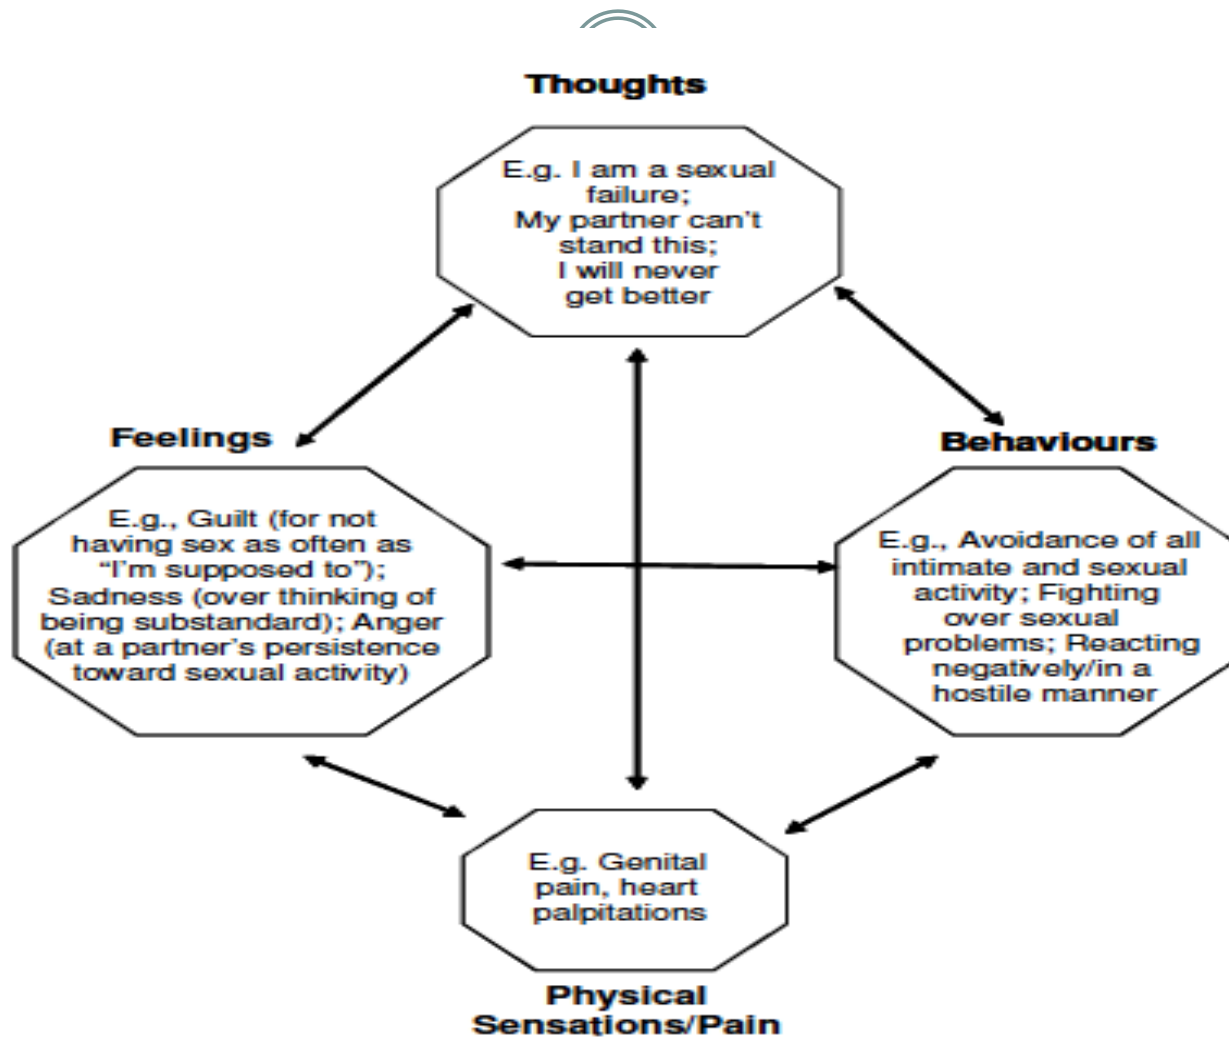 Thoughts
E.g. I am a sexual
failure;
My partner can't
stand this;
I will never
get better
Feelings
E.g., Guilt (for not
having sex as often as
“I'm supposed to”);
Sadness (over thinking of
being substandard); Anger
(at a partner's persistence
toward sexual activity)
Behaviours
E.g., Avoidance of all
intimate and sexual
activity; Fighting
over sexual
problems; Reacting
negatively/in a
hostile manner
E.g. Genital
pain, heart
palpitations
Physical
Sensations/Pain